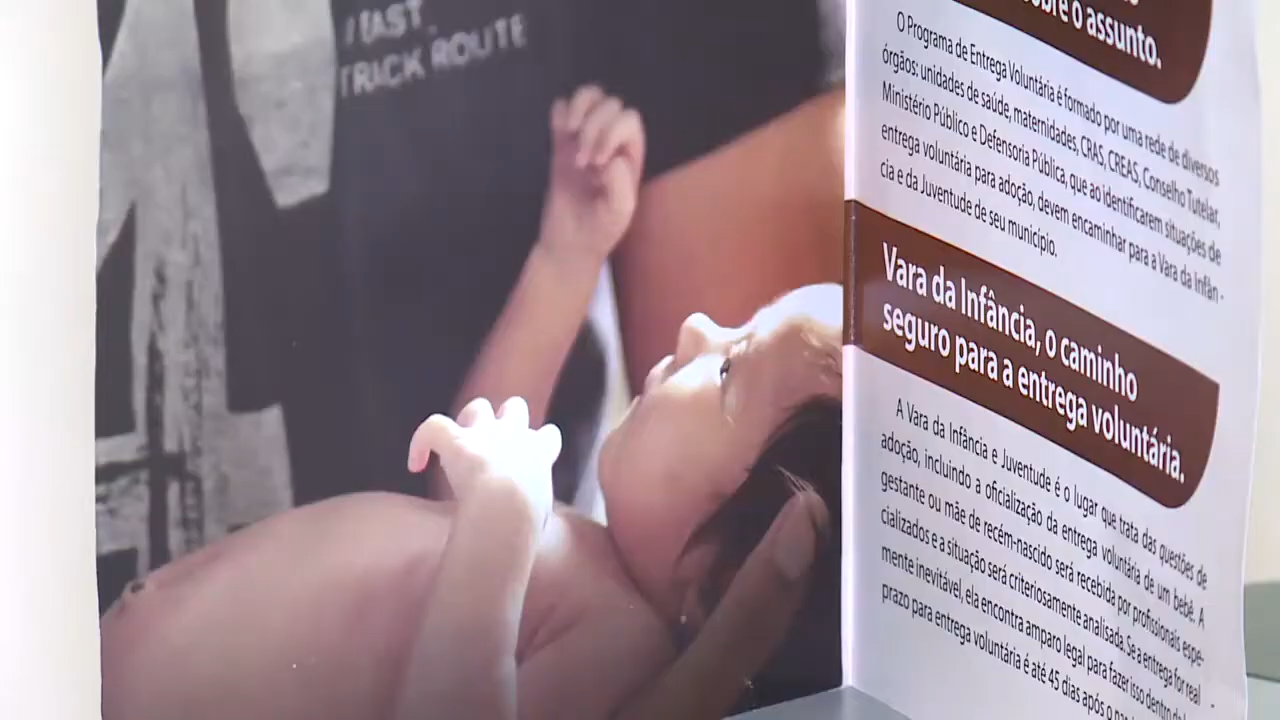 FAST
TRACK ROUTE
sobre o assunto.
O Programa de Entrega Voluntária é formado por uma rede de diversos
órgãos: unidades de saúde, maternidades, CRAS, CREAS, Conselho Tutelar,
Ministério Público e Defensoria Pública, que ao identificarem situações de
entrega voluntária para adoção, devem encaminhar para a Vara da Infân -
cia e da Juventude de seu município.
Vara da Infância, o caminho
seguro para a entrega voluntária.
A Vara da Infância e Juventude é o lugar que trata das questões de
adoção, incluindo a oficialização da entrega voluntária de um bebê. A
gestante ou mãe de recém-nascido será recebida por profissionais espe-
cializados e a situação será criteriosamente analisada. Se a entrega for real -
mente inevitável, ela encontra amparo legal para fazer isso dentro da
prazo para entrega voluntária é até 45 dias após o